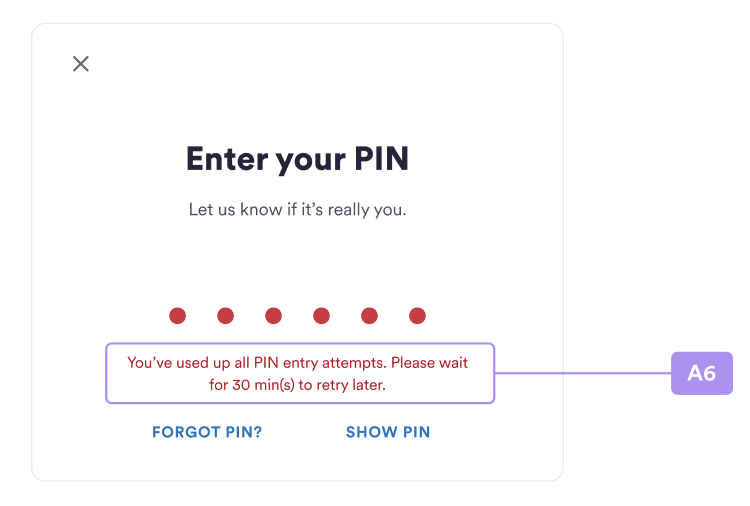 Enter your PIN
Let us know if it’s really you.
You’ve used up all PIN entry attempts. Please wait
for 30 min(s) to retry later.
A6
FORGOT PIN?
SHOW PIN